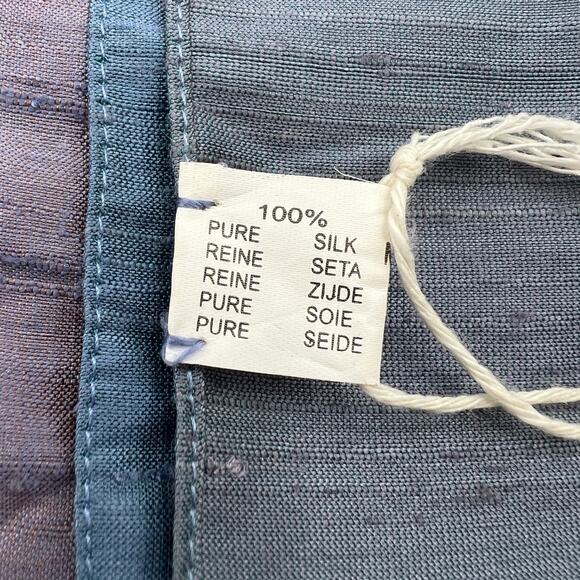 100%
PURE SILK
REINE SETA
REINE ZIJDE
PURE SOIE
PURE SEIDE